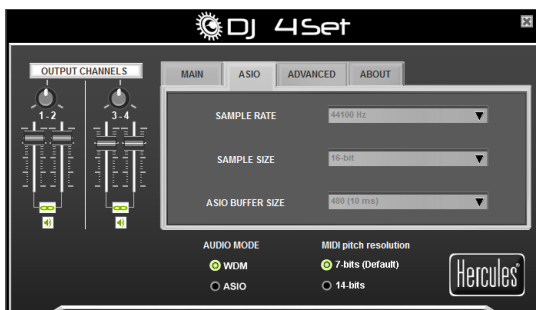 DJ 4Set
OUTPUT CHANNELS
1-2 3-4
MAIN ASIO ADVANCED ABOUT
SAMPLE RATE 44100 Hz
SAMPLE SIZE 16-bit
ASIO BUFFER SIZE 480 (10 ms)
AUDIO MODE MIDI pitch resolution
WDM 7-bits (Default)
ASIO 14-bits
Hercules